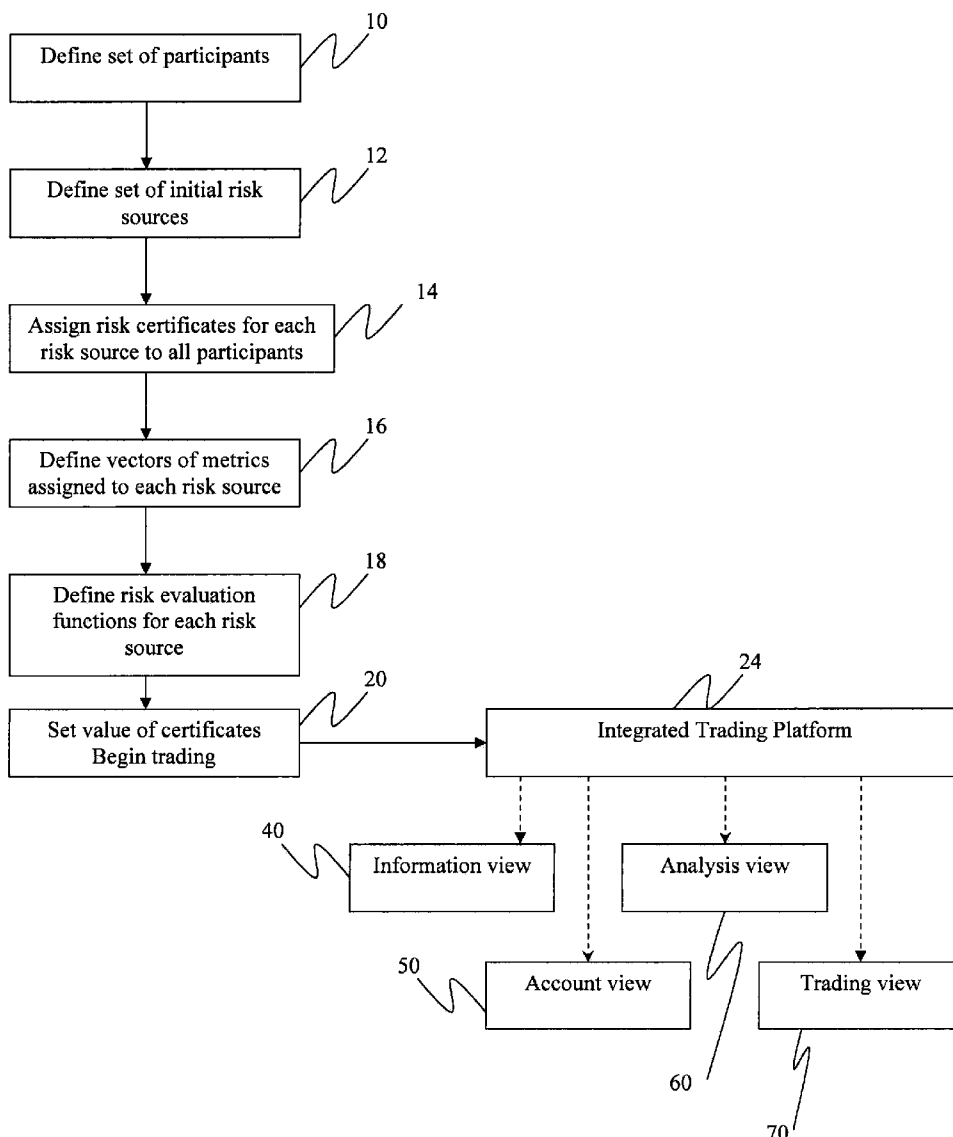 10
Define set of participants
12
Define set of initial risk
sources
14
Assign risk certificates for each
risk source to all participants
16
Define vectors of metrics
assigned to each risk source
18
Define risk evaluation
functions for each risk
source
20
Set value of certificates
Begin trading
24
Integrated Trading Platform
40
Information view
Analysis view
50
Account view
Trading view
60
70